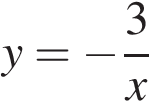 y = −3/x